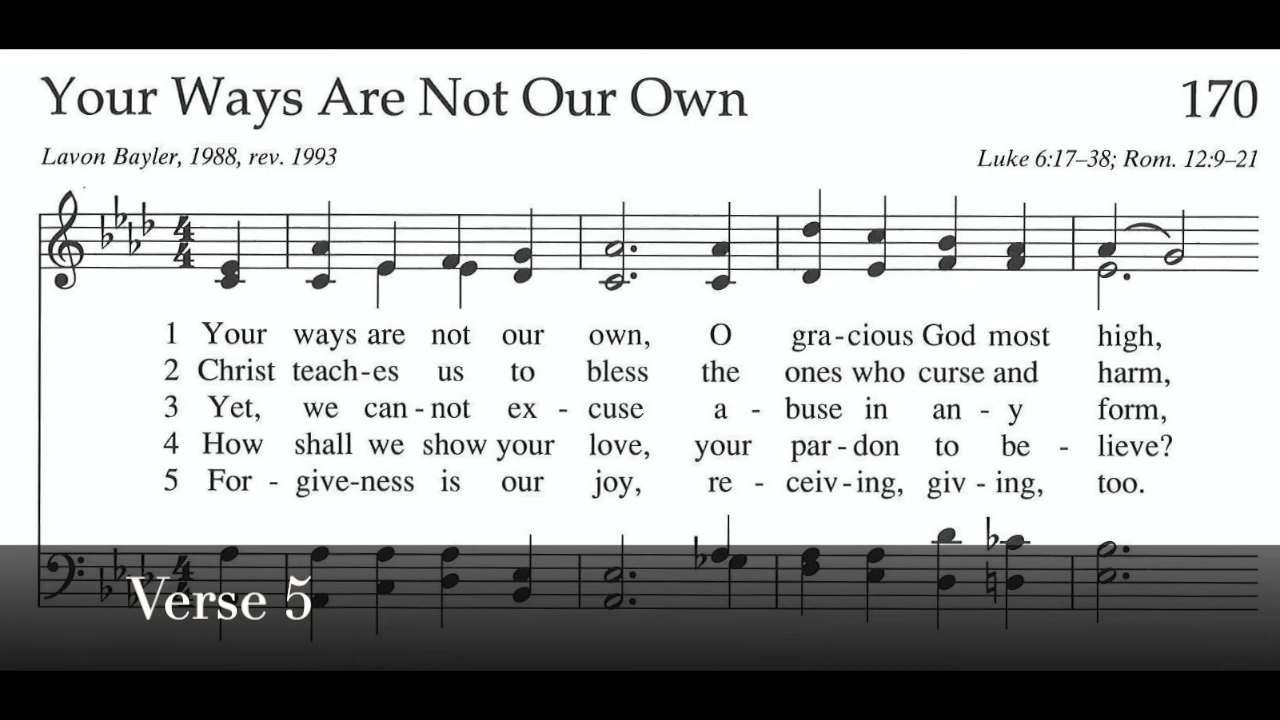 Your Ways Are Not Our Own 170
Lavon Bayler, 1988, rev. 1993 Luke 6:17–38; Rom. 12:9–21
4
4
1 Your ways are not our own, O gra-cious God most high,
2 Christ teach-es us to bless the ones who curse and harm,
3 Yet, we can-not ex-cuse a-buse in an-y form,
4 How shall we show your love, your par-don to be-lieve?
5 For-give-ness is our joy, re-ceiv-ing, giv-ing, too.
4
4
Verse 5